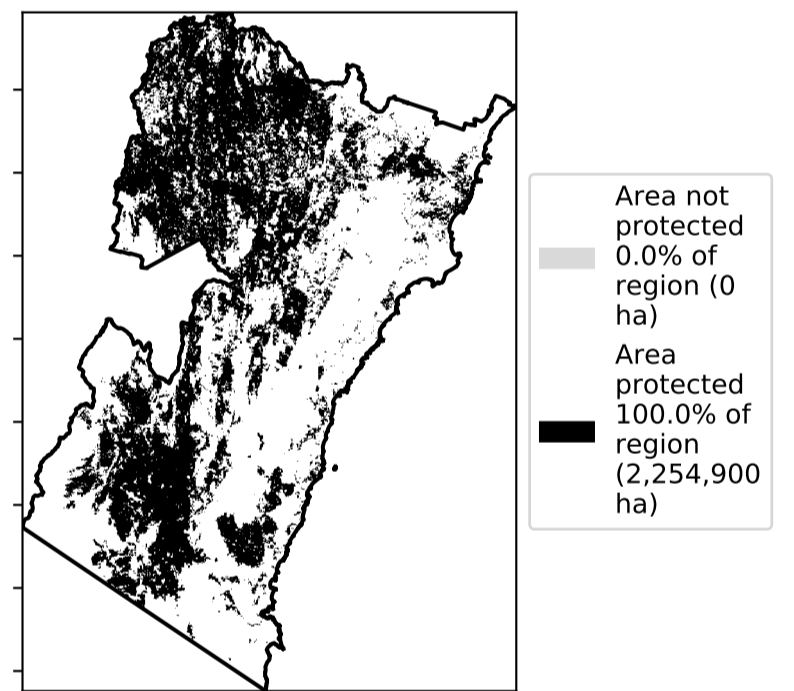 Area not
protected
0.0% of
region (0
ha)
Area
protected
100.0% of
region
(2,254,900
ha)